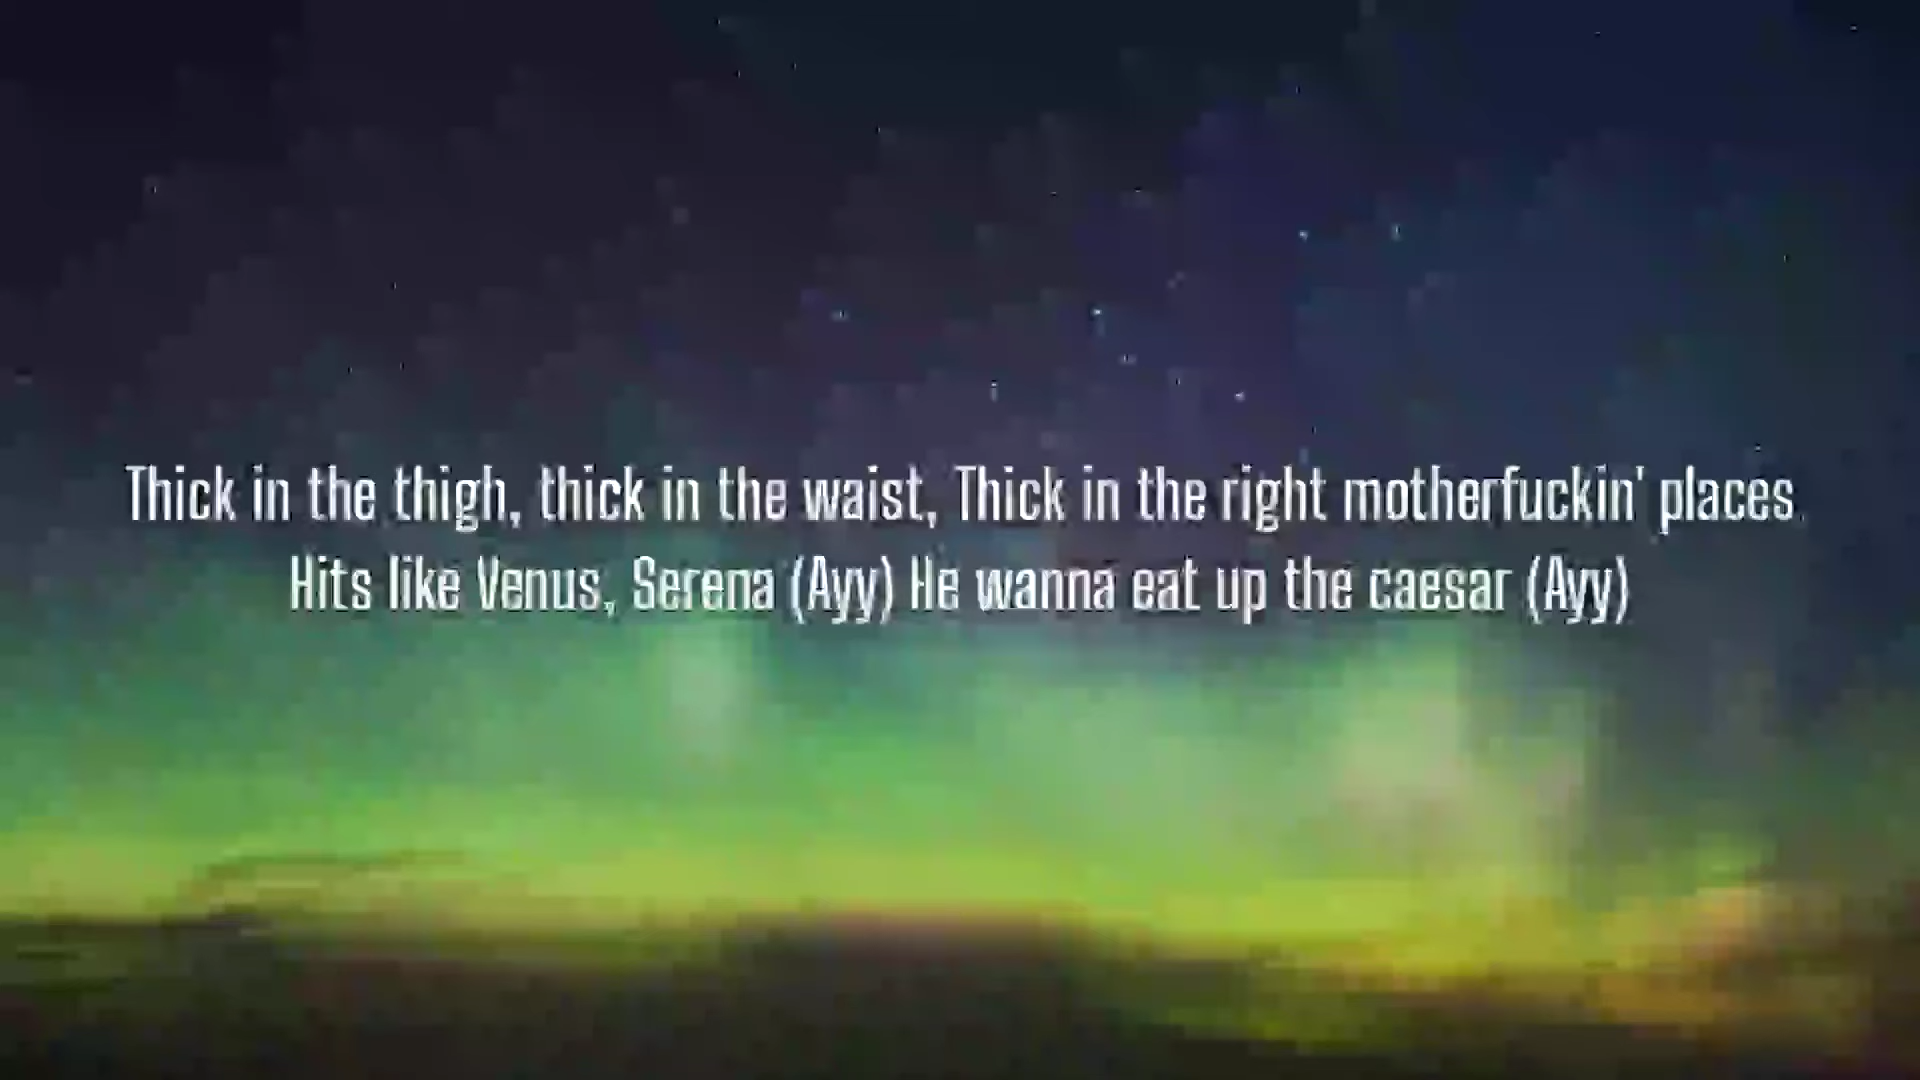 Thick in the thigh, thick in the waist, Thick in the right motherfuckin' places
Hits like Venus, Serena (Ayy) He wanna eat up the caesar (Ayy)